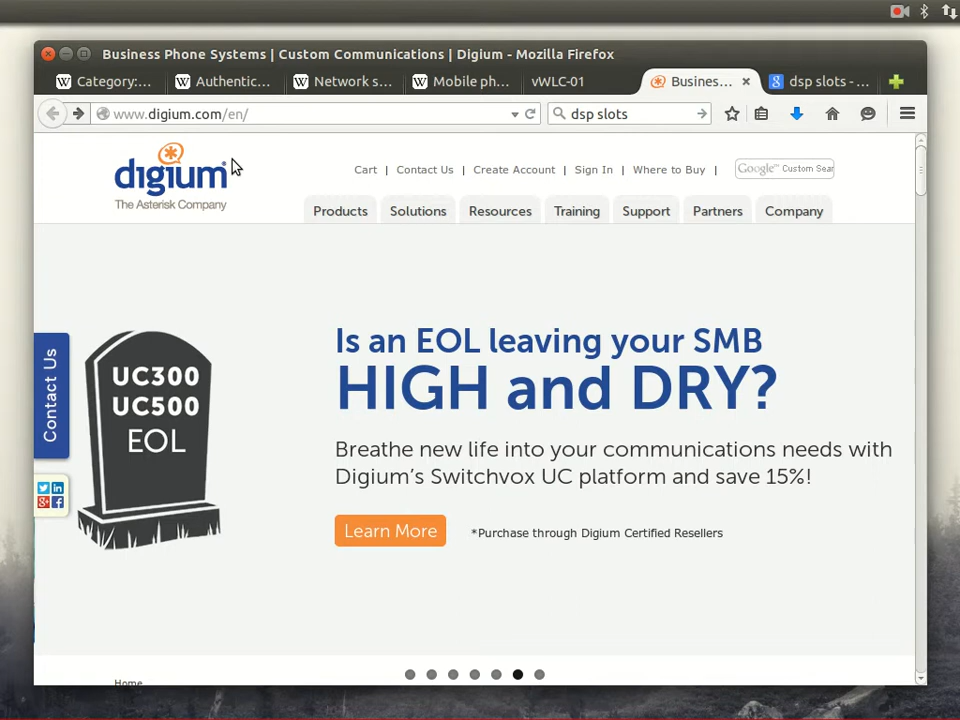 Business Phone Systems | Custom Communications | Digium - Mozilla Firefox
Category:...
Authentic...
Network s...
Mobile ph...
vWLC-01
Busines...
dsp slots - ...
www.digium.com/en/
dsp slots
digium
The Asterisk Company
Cart | Contact Us | Create Account | Sign In | Where to Buy |
Google Custom Sear
Products
Solutions
Resources
Training
Support
Partners
Company
Contact Us
UC300
UC500
EOL
Is an EOL leaving your SMB
HIGH and DRY?
Breathe new life into your communications needs with
Digium's Switchvox UC platform and save 15%!
Learn More
*Purchase through Digium Certified Resellers
Home